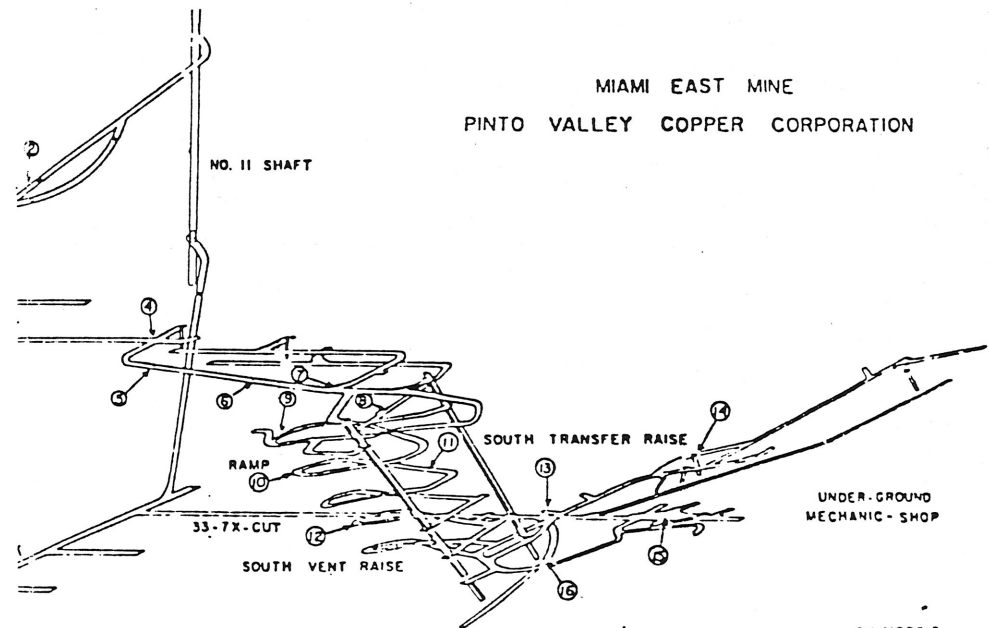 MIAMI EAST MINE
PINTO VALLEY COPPER CORPORATION
2
NO. 11 SHAFT
4
5
6
7
8
9
SOUTH TRANSFER RAISE
14
11
RAMP
10
13
UNDER-GROUND
MECHANIC-SHOP
33-7X-CUT
12
15
SOUTH VENT RAISE
16